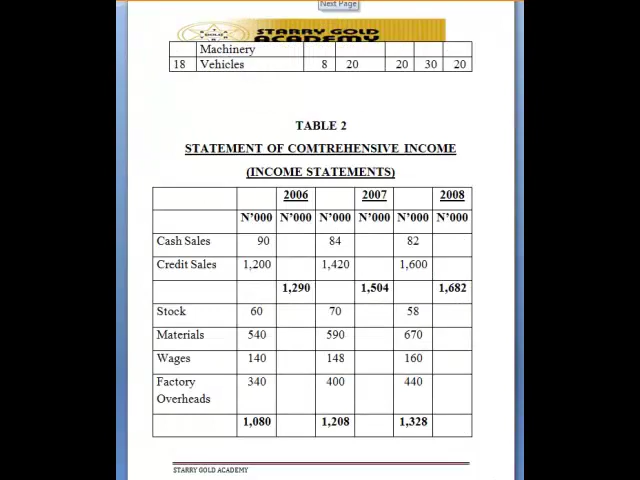 Next Page
STARRY GOLD
ACADEMY
GOLD
Machinery
18 Vehicles 8 20 20 30 20
TABLE 2
STATEMENT OF COMTREHENSIVE INCOME
(INCOME STATEMENTS)
2006 2007 2008
N’000 N’000 N’000 N’000 N’000 N’000
Cash Sales 90 84 82
Credit Sales 1,200 1,420 1,600
1,290 1,504 1,682
Stock 60 70 58
Materials 540 590 670
Wages 140 148 160
Factory 340 400 440
Overheads
1,080 1,208 1,328
STARRY GOLD ACADEMY